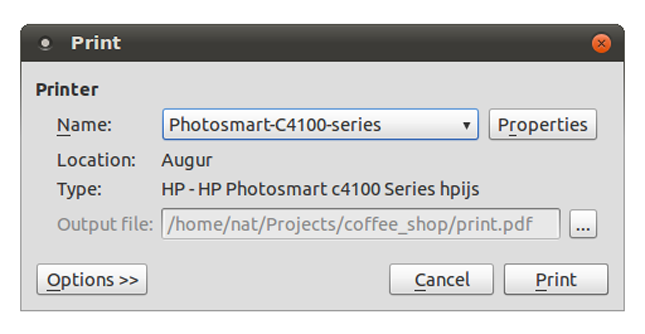 Print
Printer
Name: Photosmart-C4100-series Properties
Location: Augur
Type: HP - HP Photosmart c4100 Series hpijs
Output file: /home/nat/Projects/coffee_shop/print.pdf ...
Options >> Cancel Print